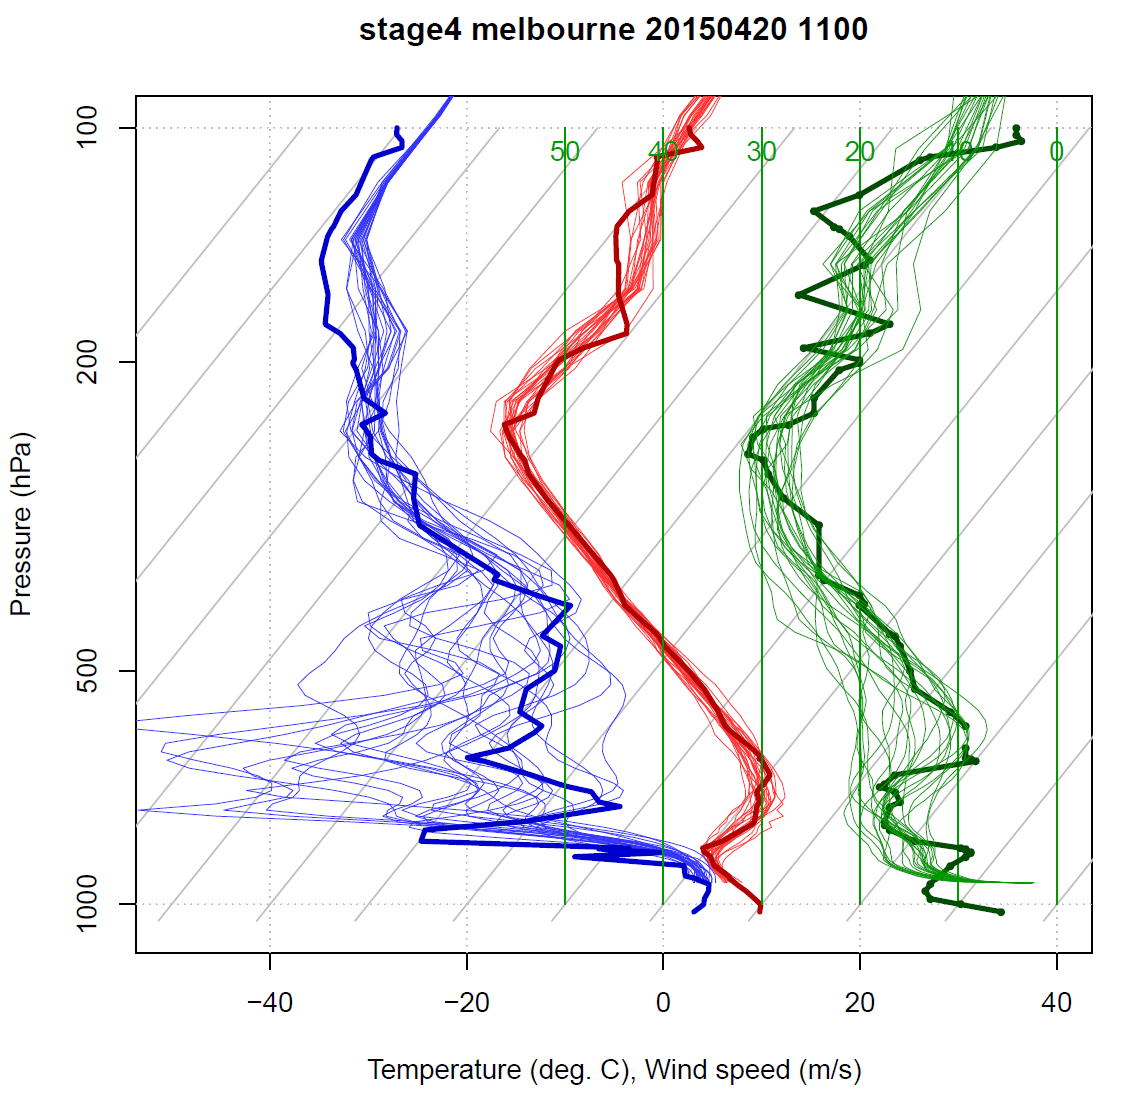 stage4 melbourne 20150420 1100
100
200
500
1000
Pressure (hPa)
50 40 30 20 10 0
−40 −20 0 20 40
Temperature (deg. C), Wind speed (m/s)